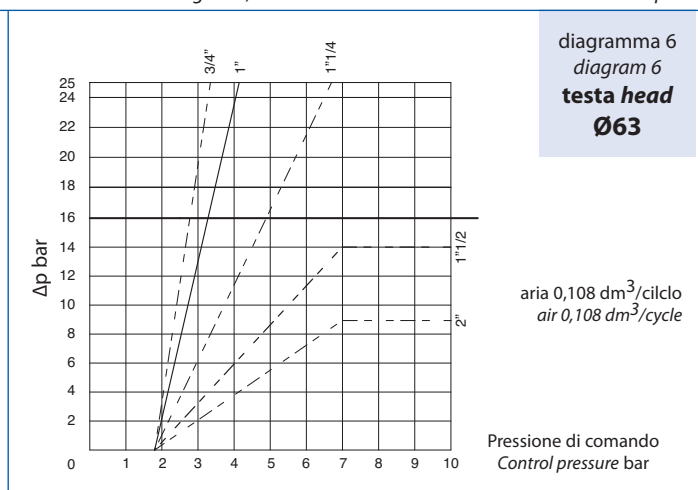 3/4"
1"
1"1/4
diagramma 6
diagram 6
testa head
Ø63
25
24
22
20
18
16
14
12
10
8
6
4
2
0
Δp bar
1"1/2
2"
aria 0,108 dm³/cilclo
air 0,108 dm³/cycle
1 2 3 4 5 6 7 8 9 10
Pressione di comando
Control pressure bar